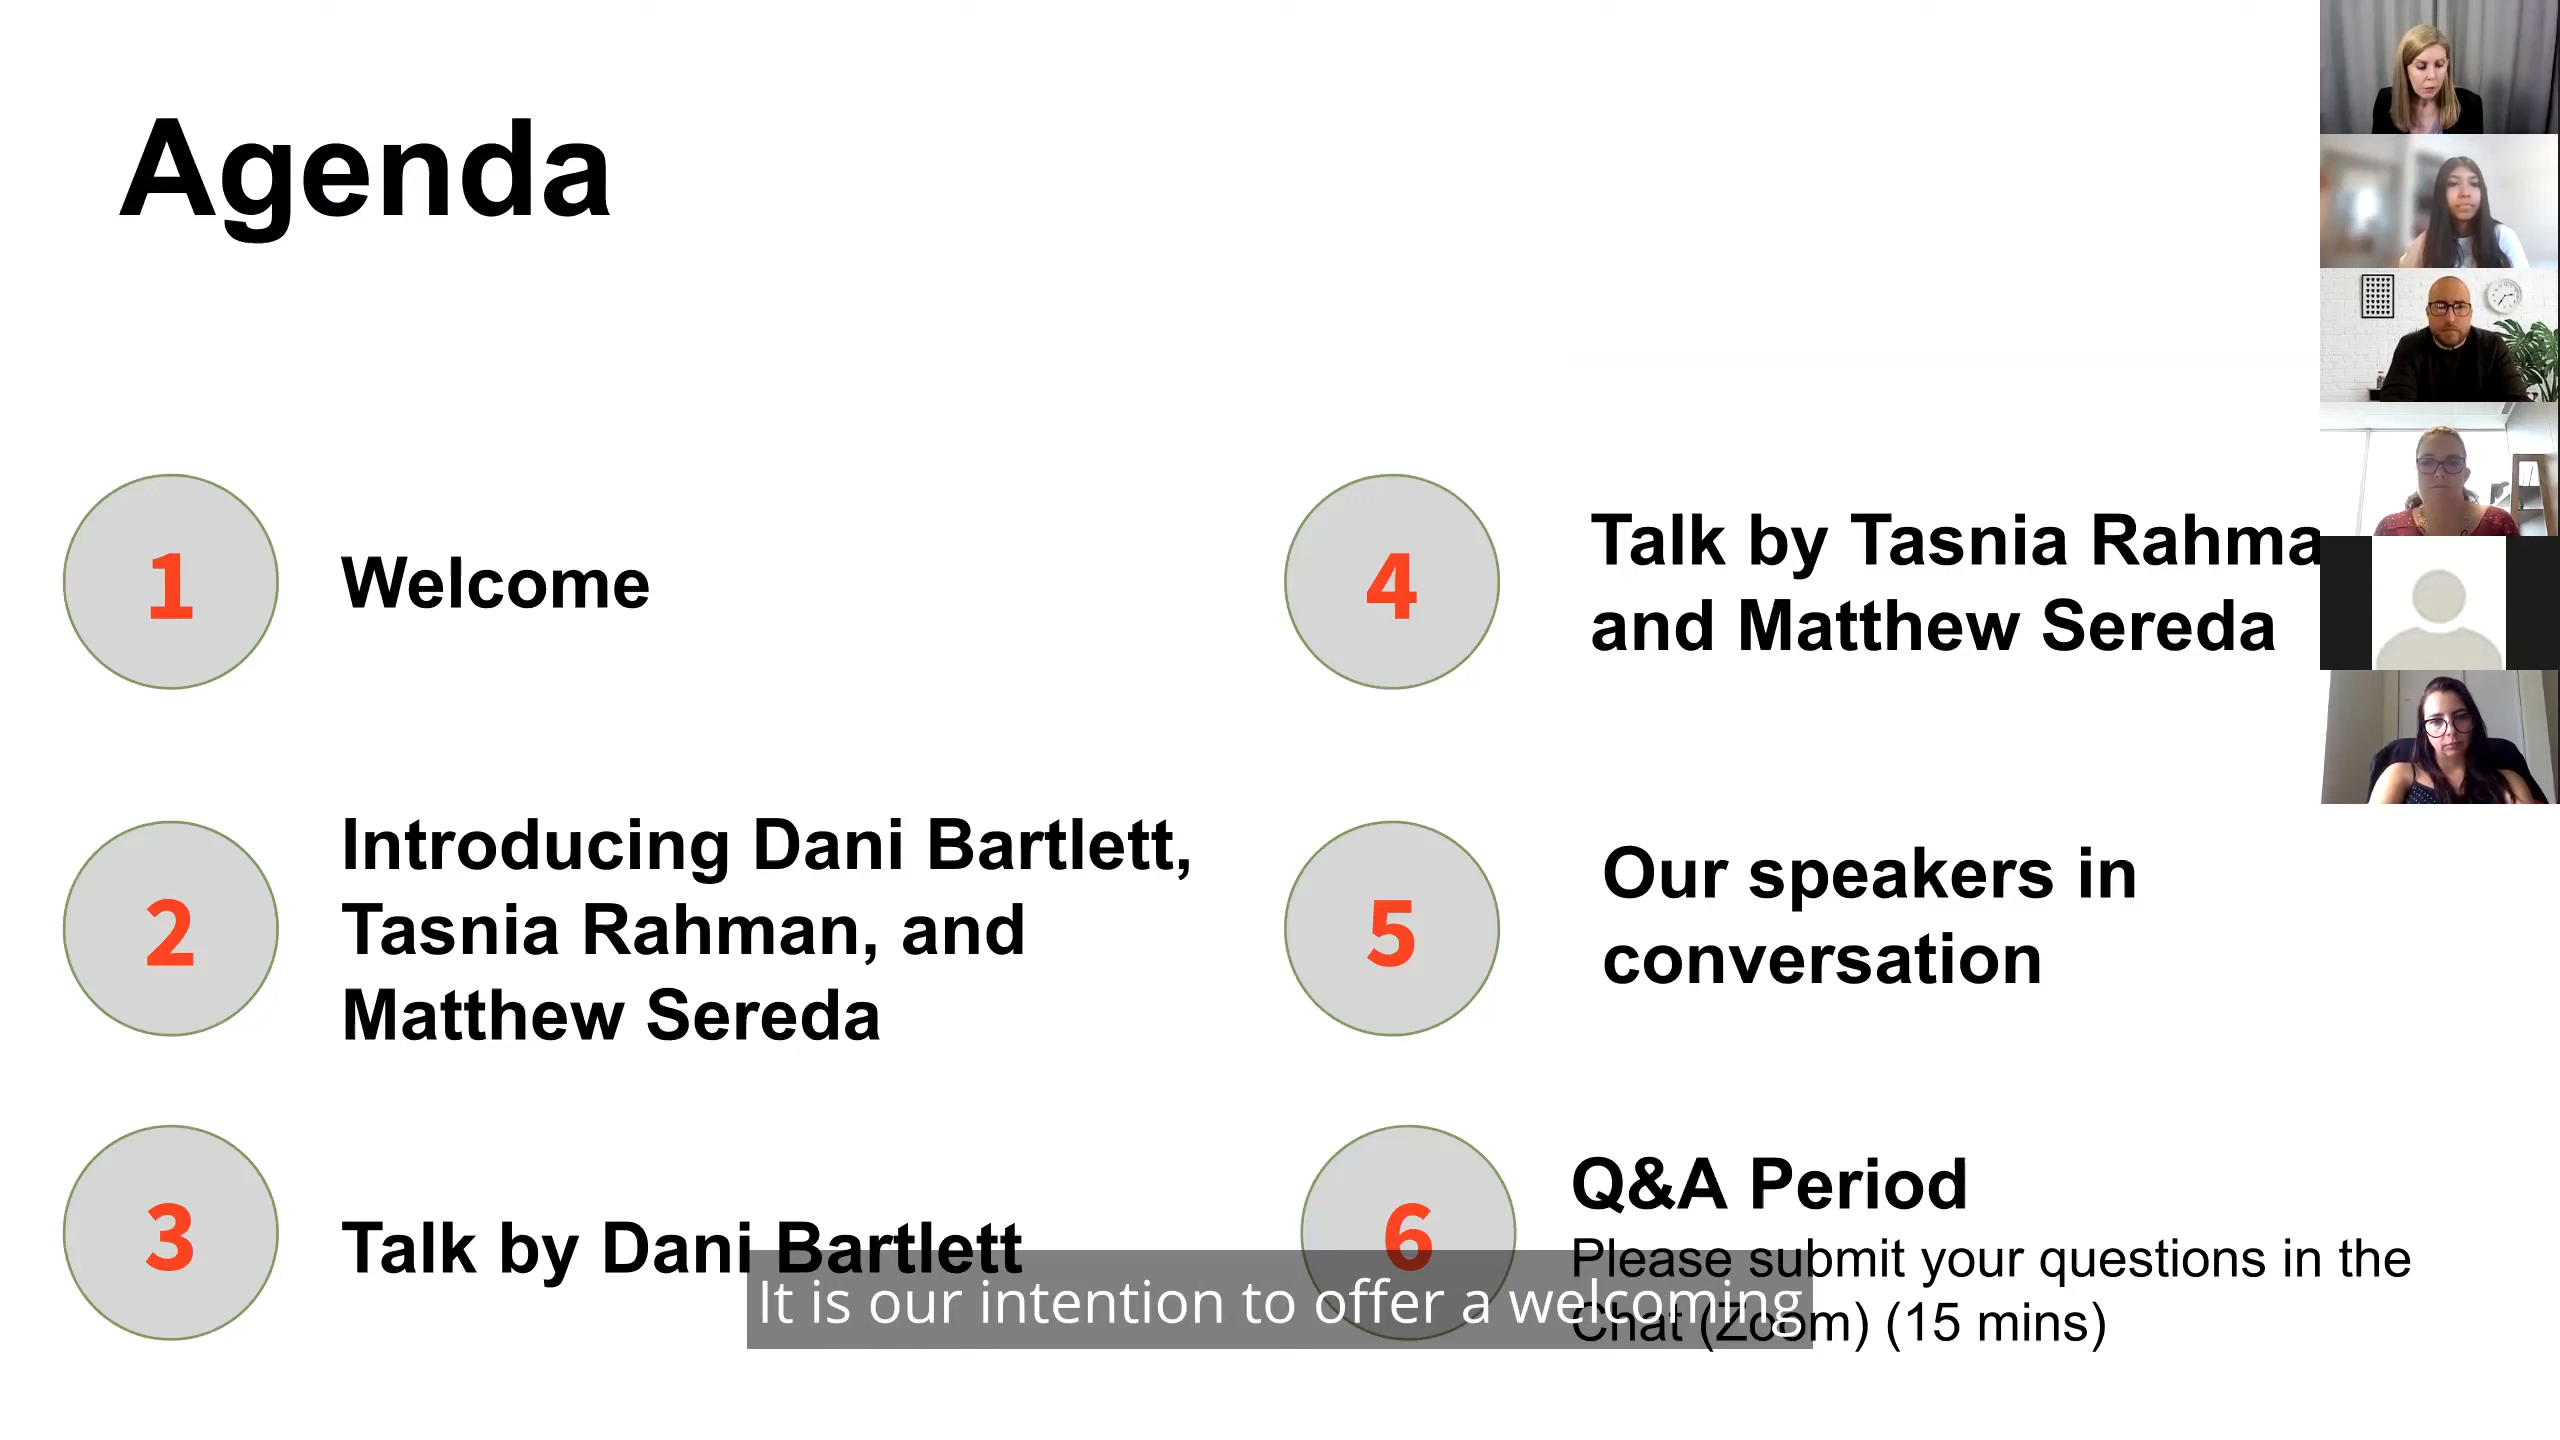 Agenda
1
Welcome
2
Introducing Dani Bartlett,
Tasnia Rahman, and
Matthew Sereda
3
Talk by Dani Bartlett
4
Talk by Tasnia Rahma
and Matthew Sereda
5
Our speakers in
conversation
6
Q&A Period
Please submit your questions in the
Chat (Zoom) (15 mins)
It is our intention to offer a welcoming